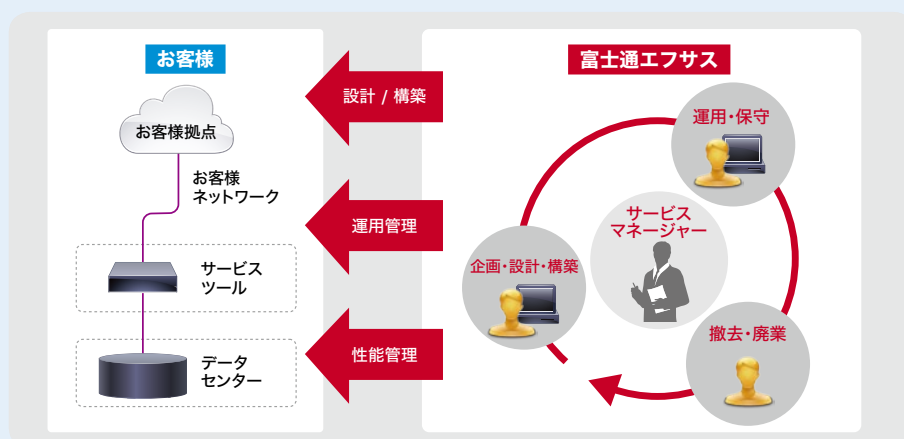 お客様
お客様拠点
お客様
ネットワーク
サービス
ツール
データ
センター
設計 / 構築
運用管理
性能管理
富士通エフサス
運用・保守
サービス
マネージャー
企画・設計・構築
撤去・廃業